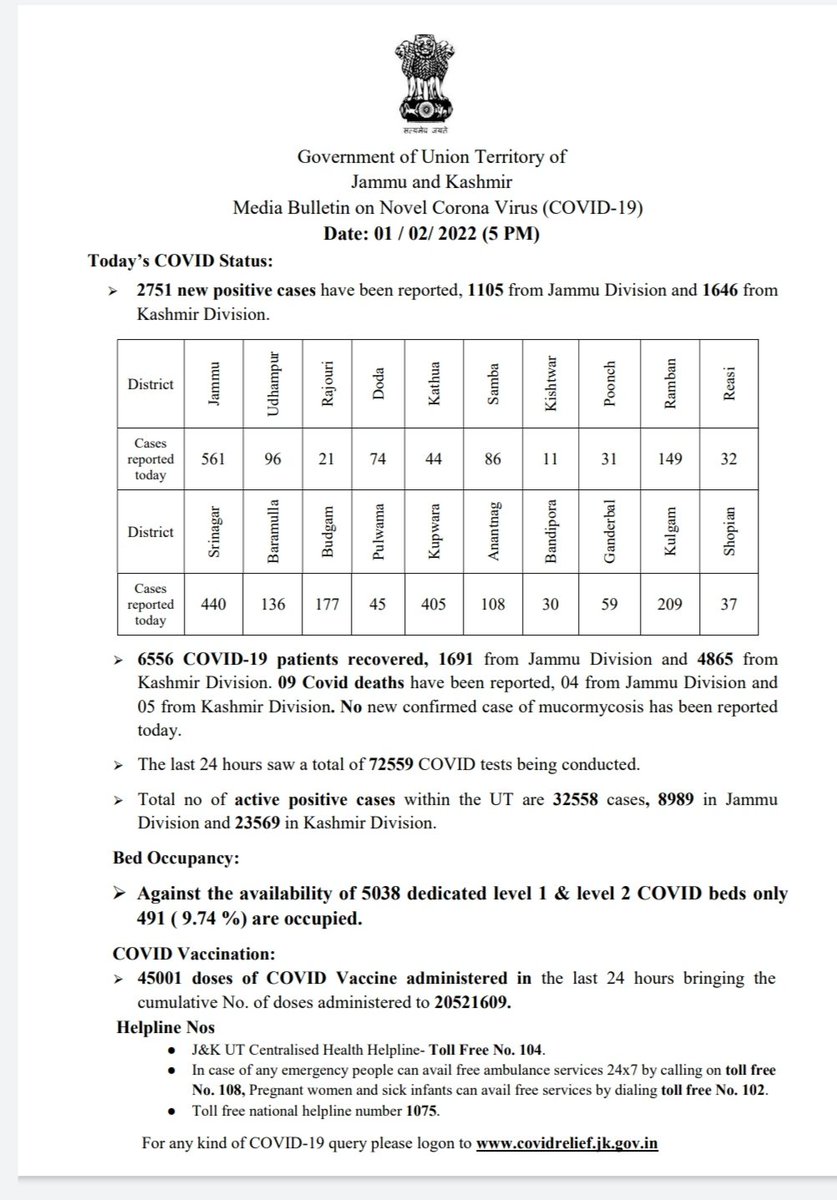 सत्यमेव जयते
Government of Union Territory of
Jammu and Kashmir
Media Bulletin on Novel Corona Virus (COVID-19)
Date: 01 / 02/ 2022 (5 PM)
Today’s COVID Status:
➢ 2751 new positive cases have been reported, 1105 from Jammu Division and 1646 from
Kashmir Division.
District Jammu Udhampur Rajouri Doda Kathua Samba Kishtwar Poonch Ramban Reasi
Cases
reported
today
561 96 21 74 44 86 11 31 149 32
District Srinagar Baramulla Budgam Pulwama Kupwara Anantnag Bandipora Ganderbal Kulgam Shopian
Cases
reported
today
440 136 177 45 405 108 30 59 209 37
➢ 6556 COVID-19 patients recovered, 1691 from Jammu Division and 4865 from
Kashmir Division. 09 Covid deaths have been reported, 04 from Jammu Division and
05 from Kashmir Division. No new confirmed case of mucormycosis has been reported
today.
➢ The last 24 hours saw a total of 72559 COVID tests being conducted.
➢ Total no of active positive cases within the UT are 32558 cases, 8989 in Jammu
Division and 23569 in Kashmir Division.
Bed Occupancy:
➢ Against the availability of 5038 dedicated level 1 & level 2 COVID beds only
491 ( 9.74 %) are occupied.
COVID Vaccination:
➢ 45001 doses of COVID Vaccine administered in the last 24 hours bringing the
cumulative No. of doses administered to 20521609.
Helpline Nos
● J&K UT Centralised Health Helpline- Toll Free No. 104.
● In case of any emergency people can avail free ambulance services 24x7 by calling on toll free
No. 108, Pregnant women and sick infants can avail free services by dialing toll free No. 102.
● Toll free national helpline number 1075.
For any kind of COVID-19 query please logon to www.covidrelief.jk.gov.in